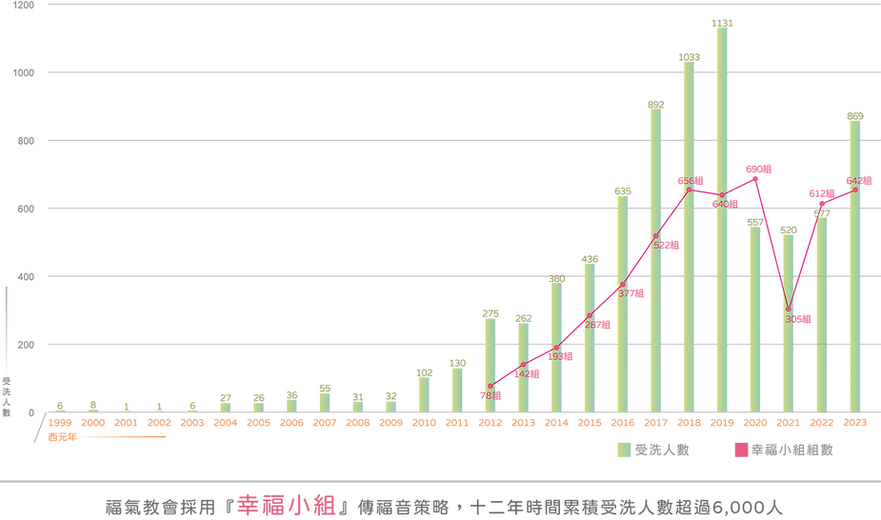 1200
1000
800
600
400
200
0
受洗人數
6 8 1 1 6 27 26 36 55 31 32 102 130 275 262 380 436 635 892 1033 1131 557 520 577 869
78組 142組 193組 287組 377組 522組 656組 640組 690組 305組 612組 642組
1999 2000 2001 2002 2003 2004 2005 2006 2007 2008 2009 2010 2011 2012 2013 2014 2015 2016 2017 2018 2019 2020 2021 2022 2023
西元年
受洗人數 幸福小組組數
福氣教會採用『幸福小組』傳福音策略，十二年時間累積受洗人數超過6,000人